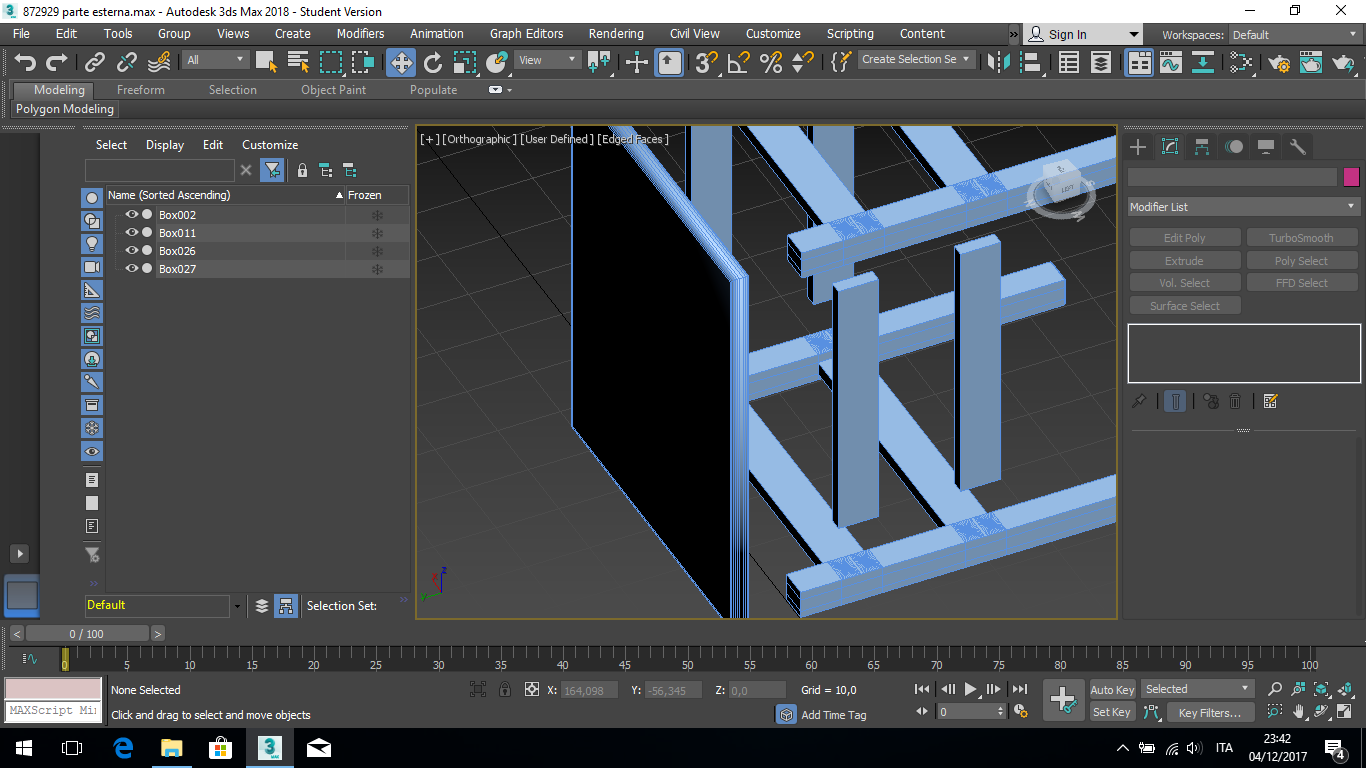 872929 parte esterna.max - Autodesk 3ds Max 2018 - Student Version
File Edit Tools Group Views Create Modifiers Animation Graph Editors Rendering Civil View Customize Scripting Content » Sign In Workspaces: Default
All View 3 Create Selection Se
Modeling Freeform Selection Object Paint Populate
Polygon Modeling
Select Display Edit Customize
Name (Sorted Ascending) Frozen
Box002
Box011
Box026
Box027
Default Selection Set:
[+] [Orthographic] [User Defined] [Edged Faces]
LEFT
z
x
y
Modifier List
Edit Poly TurboSmooth
Extrude Poly Select
Vol. Select FFD Select
Surface Select
< 0 / 100 >
0 5 10 15 20 25 30 35 40 45 50 55 60 65 70 75 80 85 90 95 100
None Selected X: 164,098 Y: -56,345 Z: 0,0 Grid = 10,0 Auto Key Selected
MAXScript Mi Click and drag to select and move objects Add Time Tag 0 Set Key Key Filters...
3 MAX ITA 23:42
04/12/2017 4